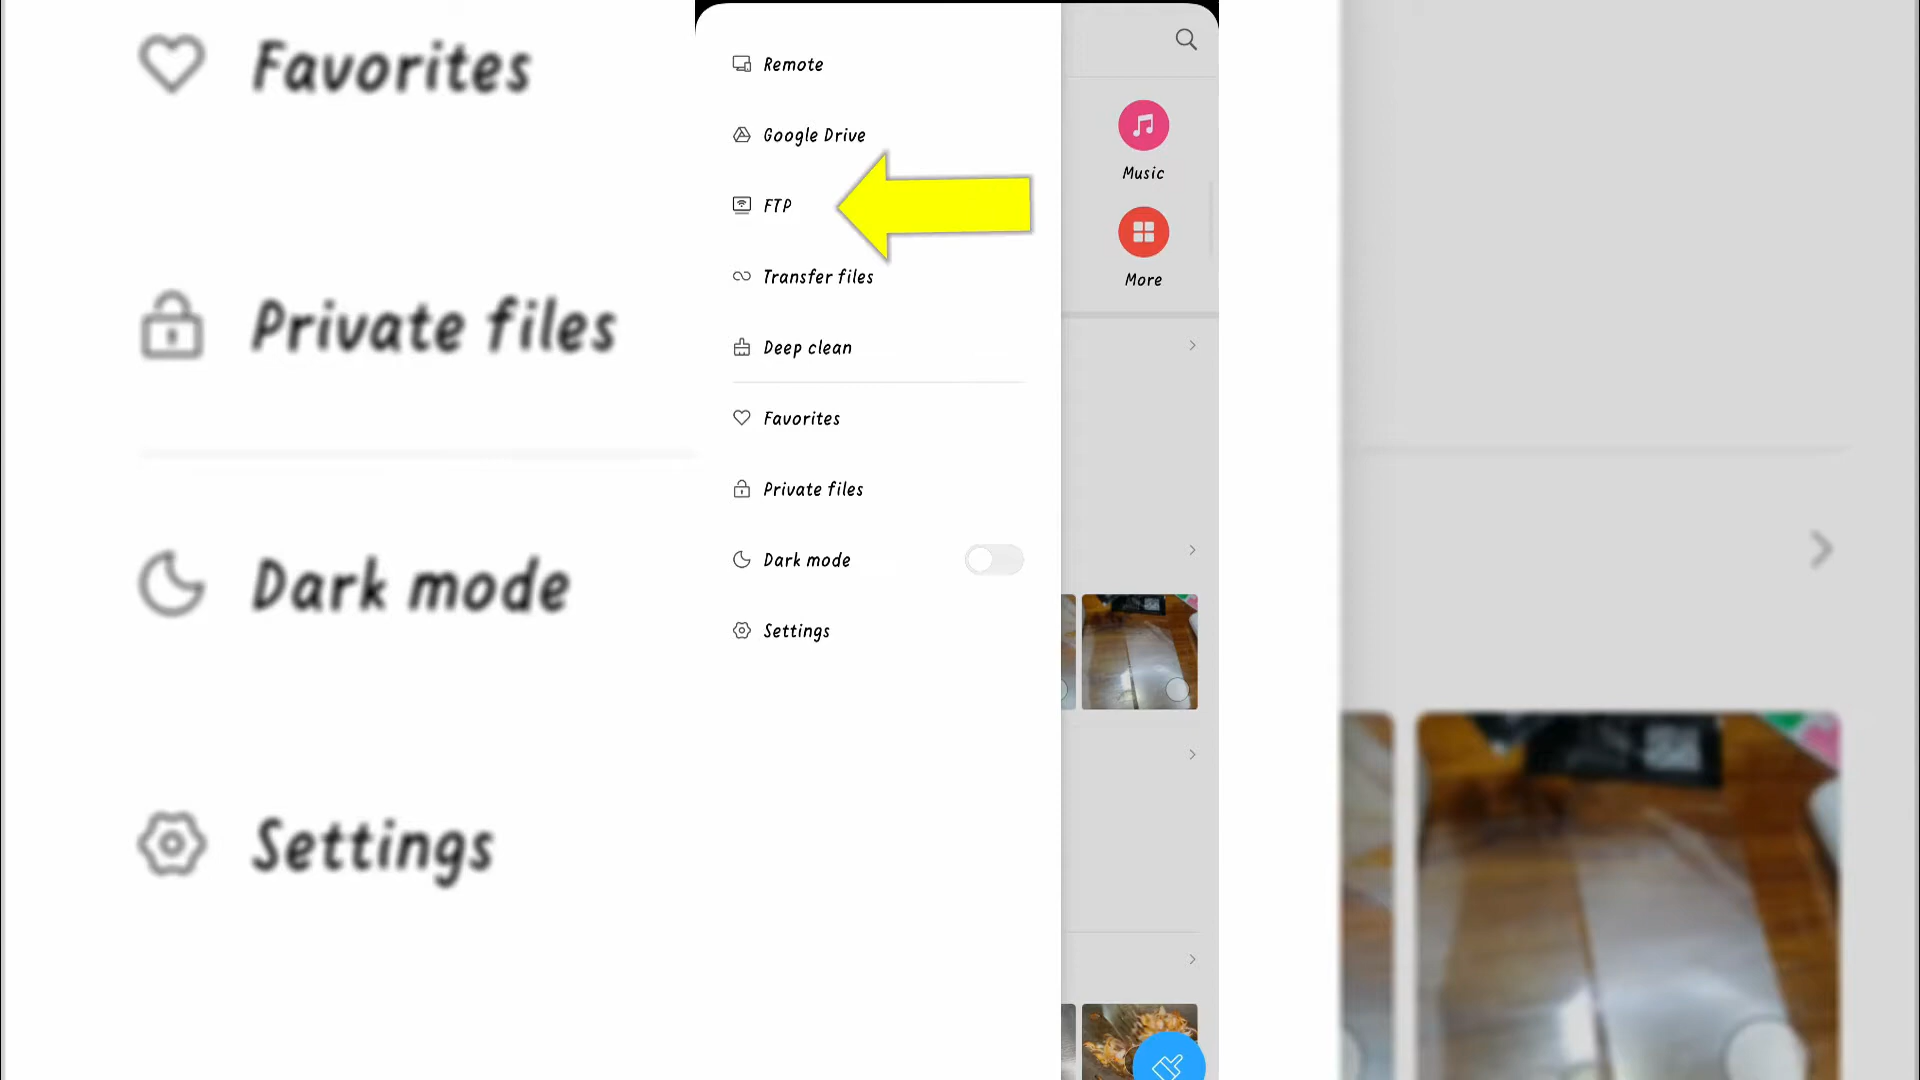 Favorites
Private files
Dark mode
Settings
Remote
Google Drive
FTP
Transfer files
Deep clean
Favorites
Private files
Dark mode
Settings
Music
More